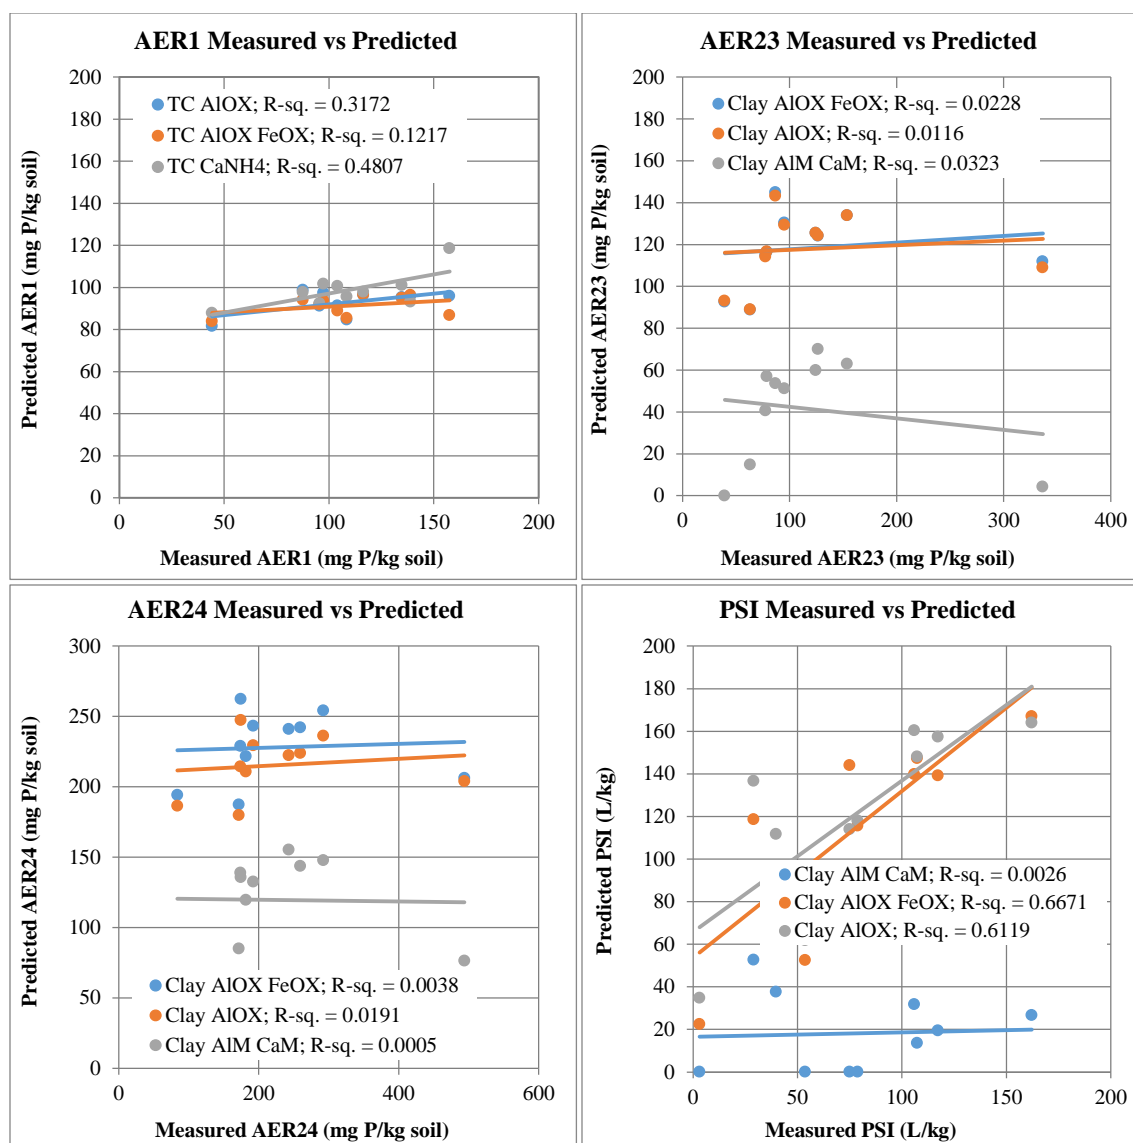 AER1 Measured vs Predicted
200
180
160
140
120
100
80
60
40
20
0
TC AlOX; R-sq. = 0.3172
TC AlOX FeOX; R-sq. = 0.1217
TC CaNH4; R-sq. = 0.4807
Predicted AER1 (mg P/kg soil)
0 50 100 150 200
Measured AER1 (mg P/kg soil)
AER23 Measured vs Predicted
200
180
160
140
120
100
80
60
40
20
0
Clay AlOX FeOX; R-sq. = 0.0228
Clay AlOX; R-sq. = 0.0116
Clay AlM CaM; R-sq. = 0.0323
Predicted AER23 (mg P/kg soil)
0 100 200 300 400
Measured AER23 (mg P/kg soil)
AER24 Measured vs Predicted
300
250
200
150
100
50
0
Predicted AER24 (mg P/kg soil)
Clay AlOX FeOX; R-sq. = 0.0038
Clay AlOX; R-sq. = 0.0191
Clay AlM CaM; R-sq. = 0.0005
0 200 400 600
Measured AER24 (mg P/kg soil)
PSI Measured vs Predicted
200
180
160
140
120
100
80
60
40
20
0
Predicted PSI (L/kg)
Clay AlM CaM; R-sq. = 0.0026
Clay AlOX FeOX; R-sq. = 0.6671
Clay AlOX; R-sq. = 0.6119
0 50 100 150 200
Measured PSI (L/kg)